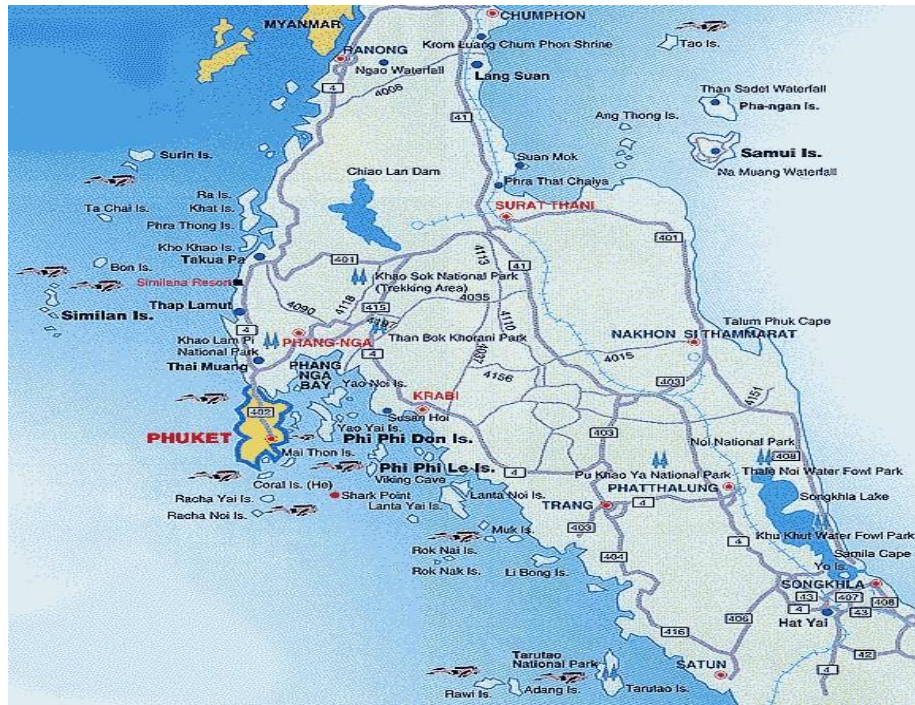 CHUMPHON
MYANMAR
Krom Luang Chum Phon Shrine
Tao Is.
RANONG
Ngao Waterfall
Lang Suan
4
4006
41
Than Sadet Waterfall
Pha-ngan Is.
Ang Thong Is.
Surin Is.
Suan Mok
Samui Is.
Chiao Lan Dam
Phra That Chaiya
Na Muang Waterfall
Ra Is.
Khat Is.
Ta Chai Is.
Phra Thong Is.
SURAT THANI
401
Kho Khao Is.
Takua Pa
401
4113
41
Bon Is.
Similana Resort
Khao Sok National Park
(Trekking Area)
Similan Is.
Thap Lamut
4090
4118
415
4035
4110
4
4197
Talum Phuk Cape
Khao Lam Pi
National Park
PHANG-NGA
Than Bok Khorani Park
NAKHON SI THAMMARAT
4
4037
4015
Thai Muang
PHANG
NGA
BAY
4156
403
4151
Yao Noi Is.
KRABI
402
Susan Hoi
PHUKET
Yao Yai Is.
Phi Phi Don Is.
403
Noi National Park
408
Mai Thon Is.
Phi Phi Le Is.
4
Pu Khao Ya National Park
Thale Noi Water Fowl Park
Coral Is. (He)
Viking Cave
PHATTHALUNG
Racha Yai Is.
Shark Point
Lanta Noi Is.
Songkhla Lake
Lanta Yai Is.
TRANG
4
Racha Noi Is.
Muk Is.
403
Khu Khut Water Fowl Park
4
Rok Nai Is.
404
Samila Cape
Rok Nak Is.
Li Bong Is.
Yo Is.
SONGKHLA
43
407
408
4
43
Hat Yai
406
416
42
Tarutao
National Park
SATUN
4
Rawi Is.
Adang Is.
Tarutao Is.